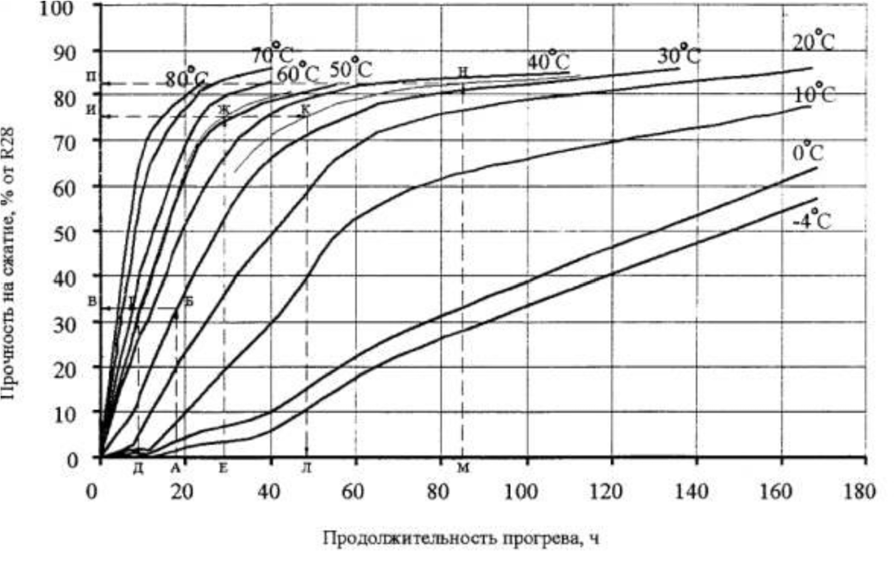 Прочность на сжатие, % от R28
100
90
80
70
60
50
40
30
20
10
0
П
И
В
80°C
70°C
60°C
50°C
40°C
30°C
20°C
10°C
0°C
-4°C
Ж
К
Н
Г
Б
Д
А
Е
Л
М
0
20
40
60
80
100
120
140
160
180
Продолжительность прогрева, ч